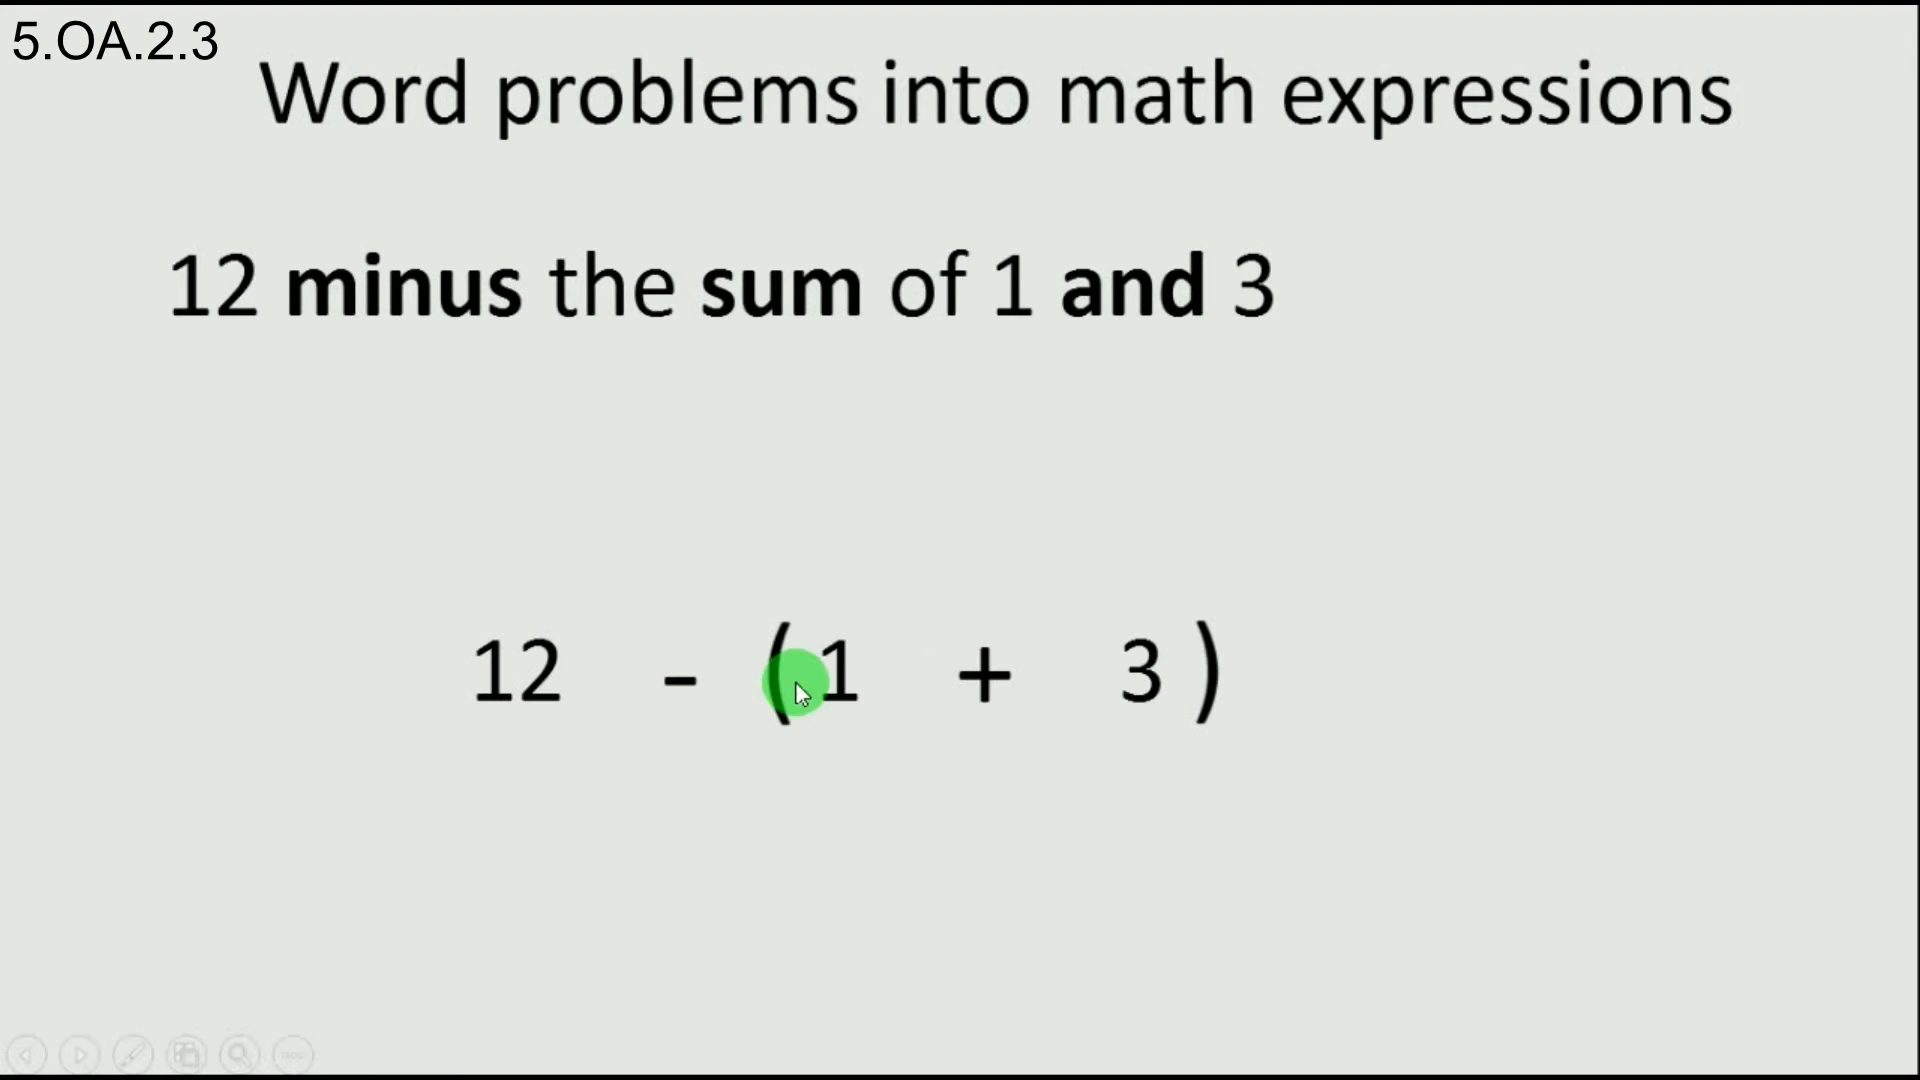 5.OA.2.3
Word problems into math expressions
12 minus the sum of 1 and 3
12 - ( 1 + 3 )